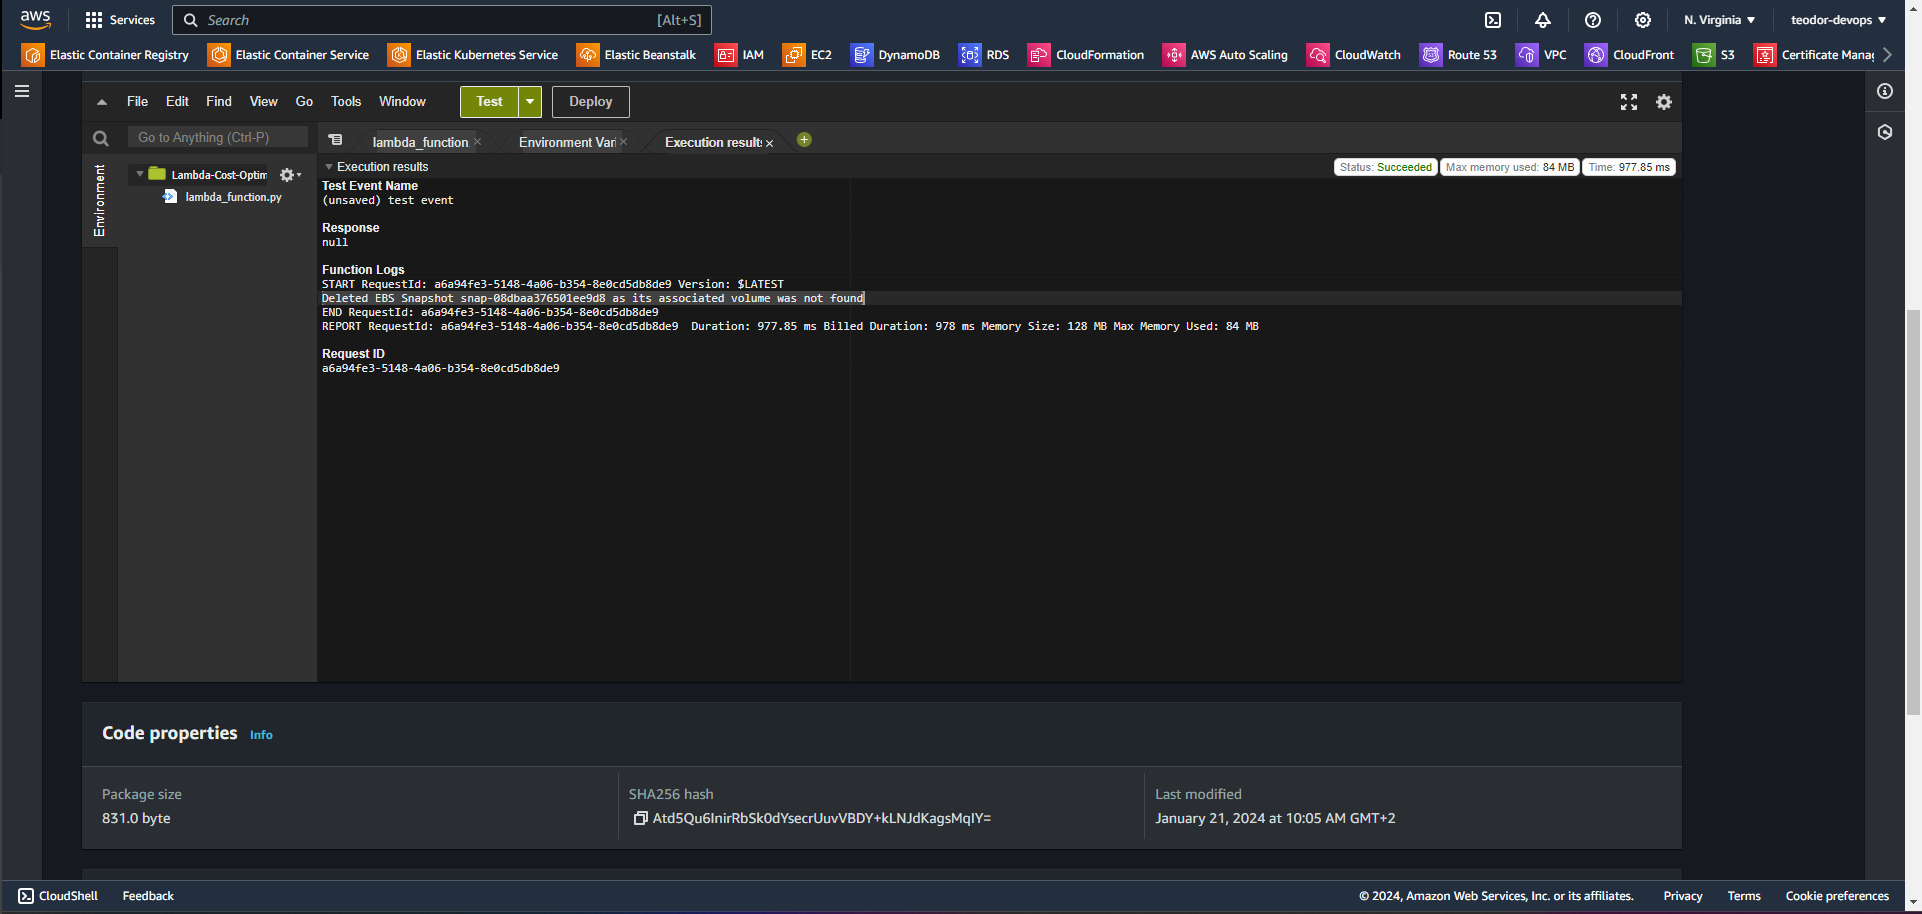 aws Services Search [Alt+S] N. Virginia ▼ teodor-devops ▼
Elastic Container Registry Elastic Container Service Elastic Kubernetes Service Elastic Beanstalk IAM EC2 DynamoDB RDS CloudFormation AWS Auto Scaling CloudWatch Route 53 VPC CloudFront S3 Certificate Manag
File Edit Find View Go Tools Window Test Deploy
Go to Anything (Ctrl-P) lambda_function × Environment Vari × Execution results ×
Execution results Status: Succeeded Max memory used: 84 MB Time: 977.85 ms
Environment
Lambda-Cost-Optim
lambda_function.py
Test Event Name
(unsaved) test event
Response
null
Function Logs
START RequestId: a6a94fe3-5148-4a06-b354-8e0cd5db8de9 Version: $LATEST
Deleted EBS Snapshot snap-08dbaa376501ee9d8 as its associated volume was not found
END RequestId: a6a94fe3-5148-4a06-b354-8e0cd5db8de9
REPORT RequestId: a6a94fe3-5148-4a06-b354-8e0cd5db8de9 Duration: 977.85 ms Billed Duration: 978 ms Memory Size: 128 MB Max Memory Used: 84 MB
Request ID
a6a94fe3-5148-4a06-b354-8e0cd5db8de9
Code properties Info
Package size SHA256 hash Last modified
831.0 byte Atd5Qu6InirRbSk0dYsecrUuvVBDY+kLNJdKagsMqIY= January 21, 2024 at 10:05 AM GMT+2
CloudShell Feedback © 2024, Amazon Web Services, Inc. or its affiliates. Privacy Terms Cookie preferences